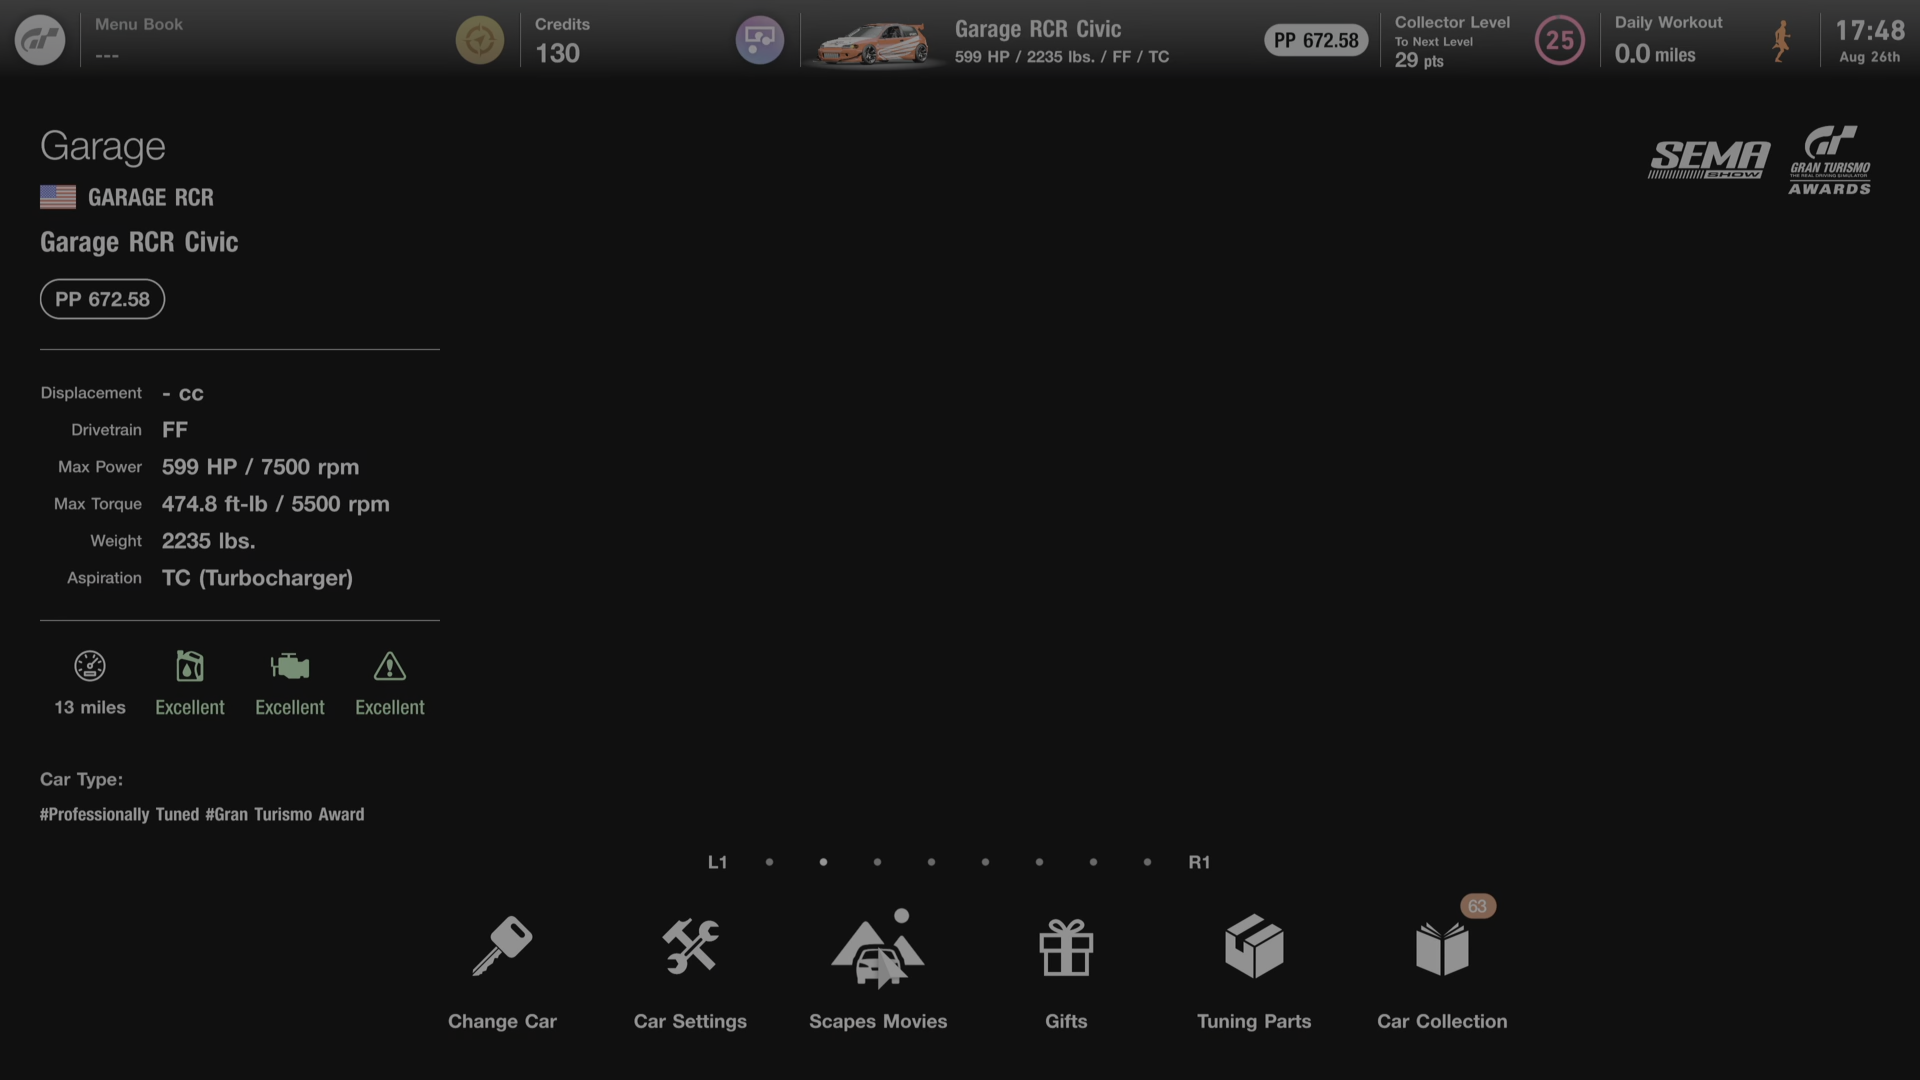 Menu Book
---
Credits
130
Garage RCR Civic
599 HP / 2235 lbs. / FF / TC
PP 672.58
Collector Level
To Next Level
29 pts
25
Daily Workout
0.0 miles
17:48
Aug 26th
Garage
GARAGE RCR
Garage RCR Civic
PP 672.58
SEMA
SHOW
GRAN TURISMO
THE REAL DRIVING SIMULATOR
AWARDS
Displacement - cc
Drivetrain FF
Max Power 599 HP / 7500 rpm
Max Torque 474.8 ft-lb / 5500 rpm
Weight 2235 lbs.
Aspiration TC (Turbocharger)
13 miles Excellent Excellent Excellent
Car Type:
#Professionally Tuned #Gran Turismo Award
L1 R1
63
Change Car Car Settings Scapes Movies Gifts Tuning Parts Car Collection